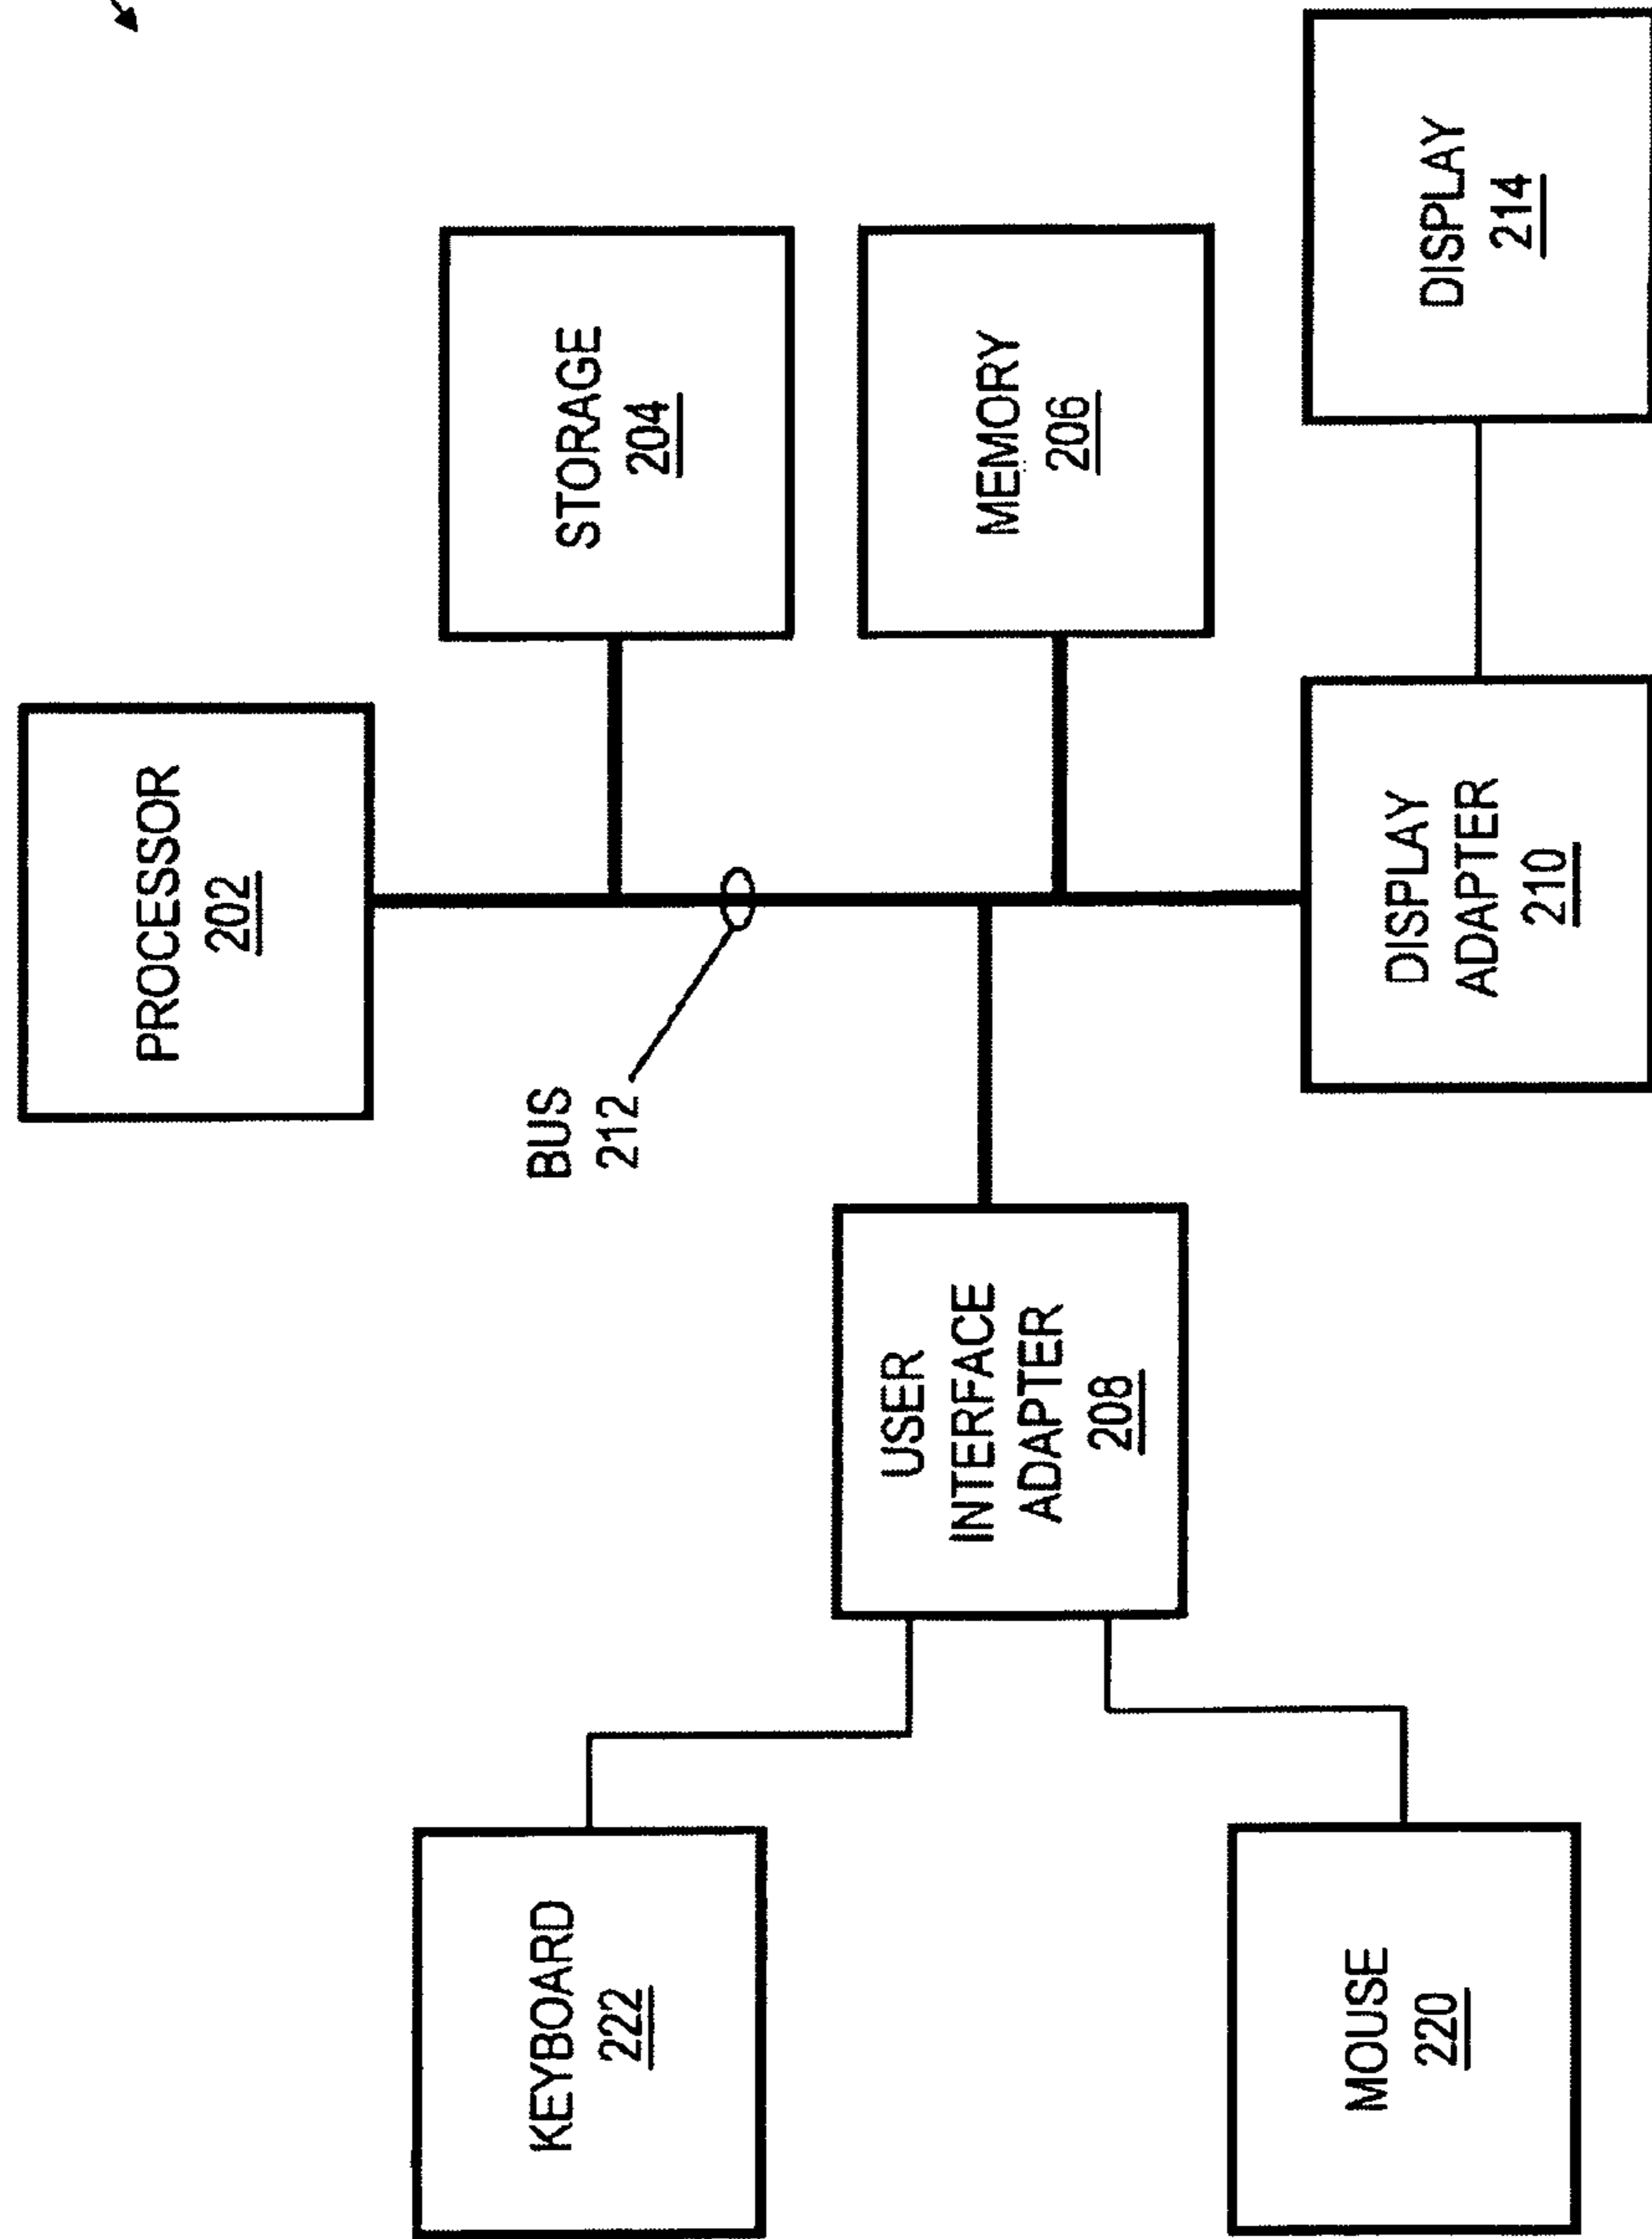 PROCESSOR
202
STORAGE
204
BUS
212
MEMORY
206
USER
INTERFACE
ADAPTER
208
KEYBOARD
222
MOUSE
220
DISPLAY
ADAPTER
210
DISPLAY
214